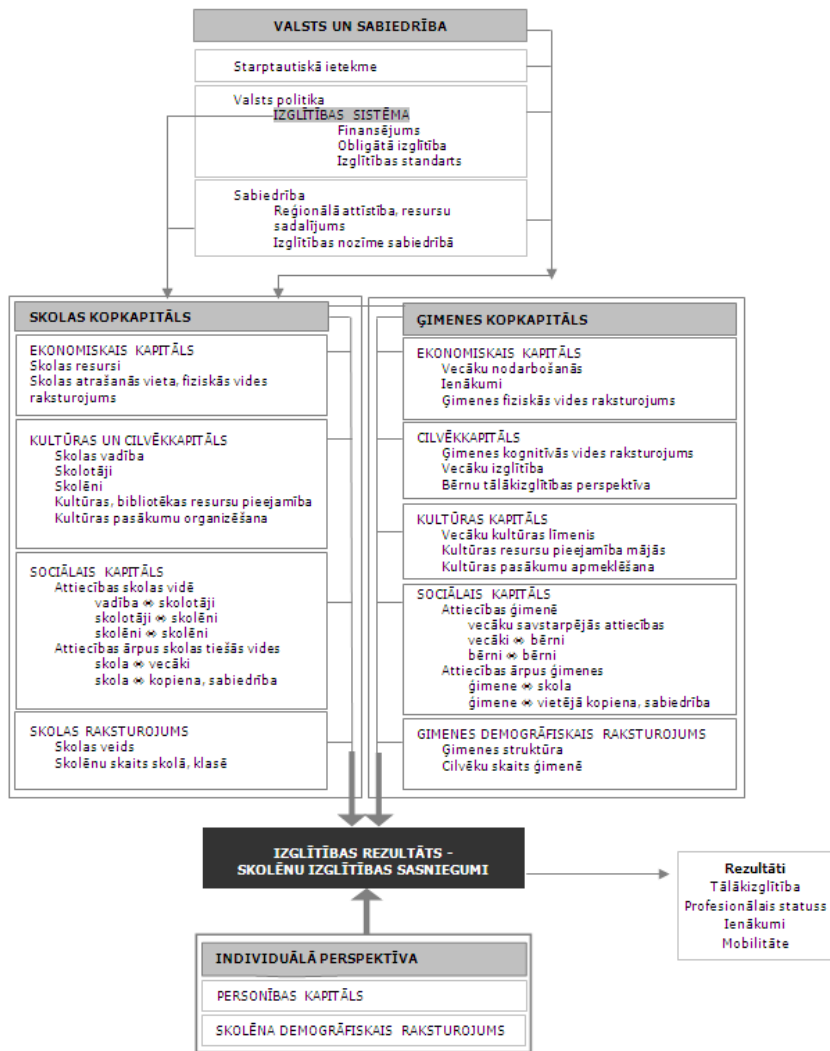 VALSTS UN SABIEDRĪBA
Starptautiskā ietekme
Valsts politika
IZGLĪTĪBAS SISTĒMA
Finansējums
Obligātā izglītība
Izglītības standarts
Sabiedrība
Reģionālā attīstība, resursu
sadalījums
Izglītības nozīme sabiedrībā
SKOLAS KOPKAPITĀLS
EKONOMISKAIS KAPITĀLS
Skolas resursi
Skolas atrašanās vieta, fiziskās vides
raksturojums
KULTŪRAS UN CILVĒKKAPITĀLS
Skolas vadība
Skolotāji
Skolēni
Kultūras, bibliotēkas resursu pieejamība
Kultūras pasākumu organizēšana
SOCIĀLAIS KAPITĀLS
Attiecības skolas vidē
vadība ⇔ skolotāji
skolotāji ⇔ skolēni
skolēni ⇔ skolēni
Attiecības ārpus skolas tiešās vides
skola ⇔ vecāki
skola ⇔ kopiena, sabiedrība
SKOLAS RAKSTUROJUMS
Skolas veids
Skolēnu skaits skolā, klasē
ĢIMENES KOPKAPITĀLS
EKONOMISKAIS KAPITĀLS
Vecāku nodarbošanās
Ienākumi
Ģimenes fiziskās vides raksturojums
CILVĒKKAPITĀLS
Ģimenes kognitīvās vides raksturojums
Vecāku izglītība
Bērnu tālākizglītības perspektīva
KULTŪRAS KAPITĀLS
Vecāku kultūras līmenis
Kultūras resursu pieejamība mājās
Kultūras pasākumu apmeklēšana
SOCIĀLAIS KAPITĀLS
Attiecības ģimenē
vecāku savstarpējās attiecības
vecāki ⇔ bērni
bērni ⇔ bērni
Attiecības ārpus ģimenes
ģimene ⇔ skola
ģimene ⇔ vietējā kopiena, sabiedrība
ĢIMENES DEMOGRĀFISKAIS RAKSTUROJUMS
Ģimenes struktūra
Cilvēku skaits ģimenē
IZGLĪTĪBAS REZULTĀTS -
SKOLĒNU IZGLĪTĪBAS SASNIEGUMI
Rezultāti
Tālākizglītība
Profesionālais statuss
Ienākumi
Mobilitāte
INDIVIDUĀLĀ PERSPEKTĪVA
PERSONĪBAS KAPITĀLS
SKOLĒNA DEMOGRĀFISKAIS RAKSTUROJUMS